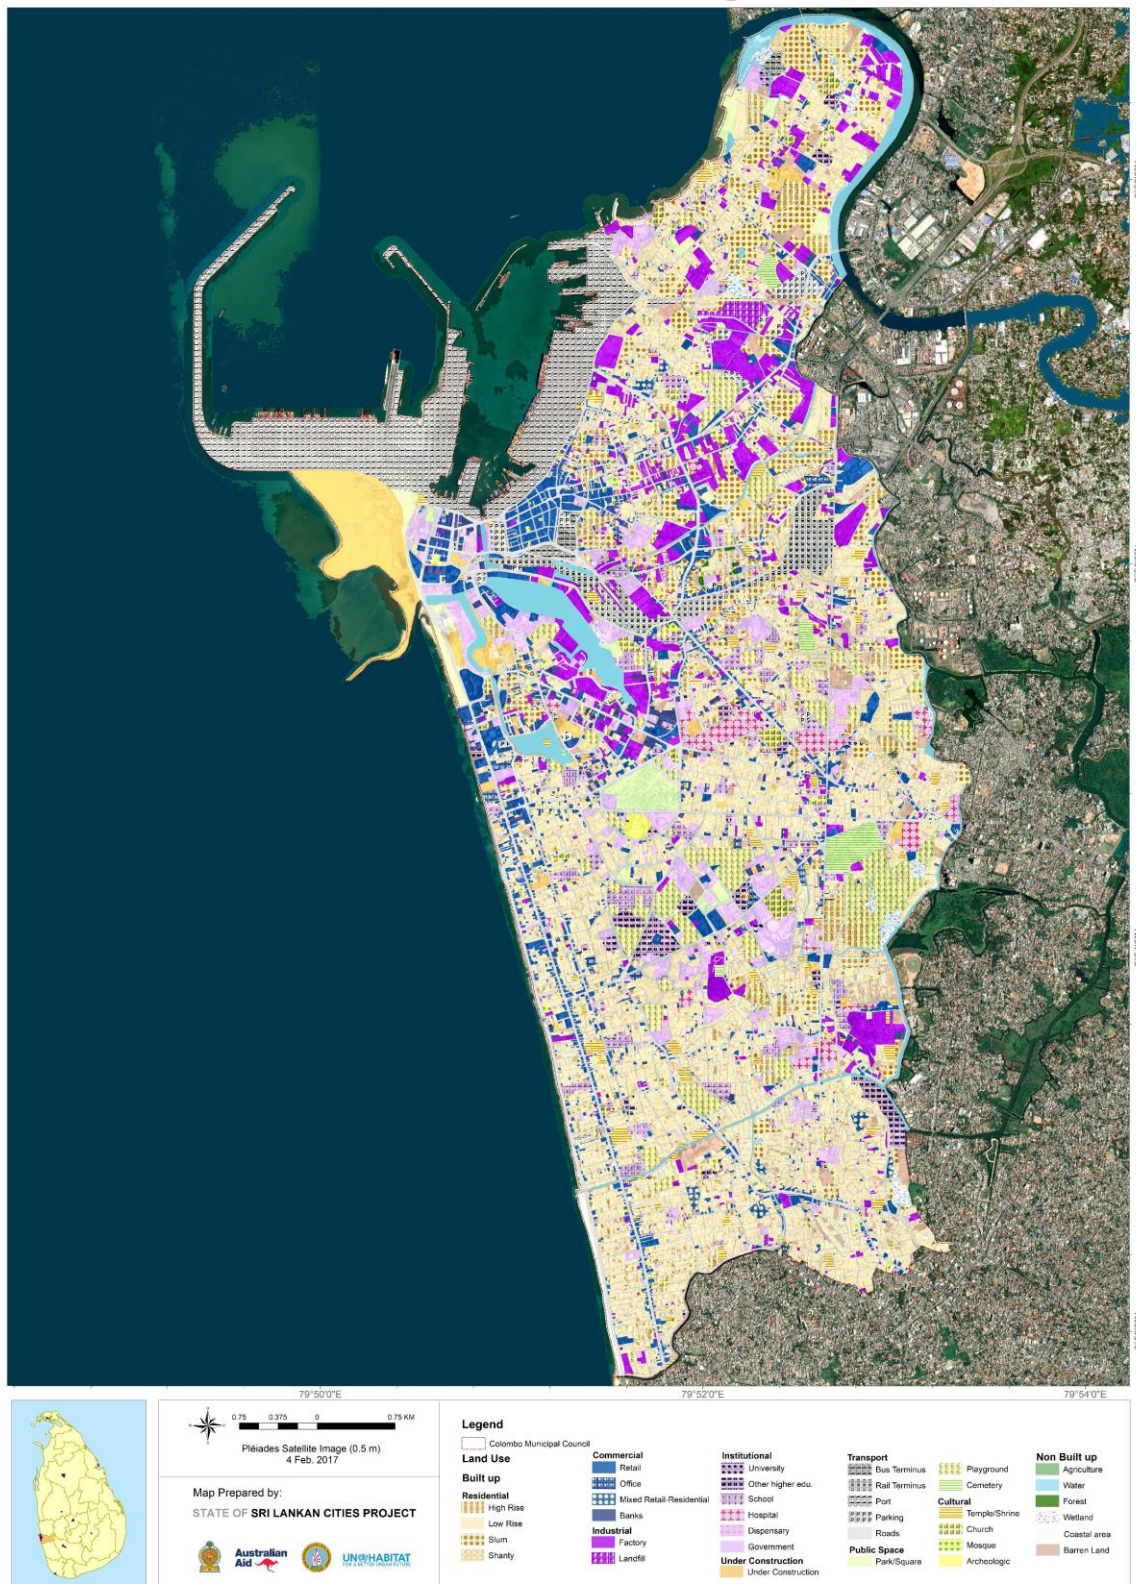 79°50'0"E
79°52'0"E
79°54'0"E
0.75 0.375 0 0.75 KM
Pléiades Satellite Image (0.5 m)
4 Feb. 2017
Map Prepared by:
STATE OF SRI LANKAN CITIES PROJECT
Australian
Aid
UN@HABITAT
FOR A BETTER URBAN FUTURE
Legend
Colombo Municipal Council
Land Use
Built up
Residential
High Rise
Low Rise
Slum
Shanty
Commercial
Retail
Office
Mixed Retail-Residential
Banks
Industrial
Factory
Landfill
Institutional
University
Other higher edu.
School
Hospital
Dispensary
Government
Under Construction
Under Construction
Transport
Bus Terminus
Rail Terminus
Port
Parking
Roads
Public Space
Park/Square
Playground
Cemetery
Cultural
Temple/Shrine
Church
Mosque
Archeologic
Non Built up
Agriculture
Water
Forest
Wetland
Coastal area
Barren Land